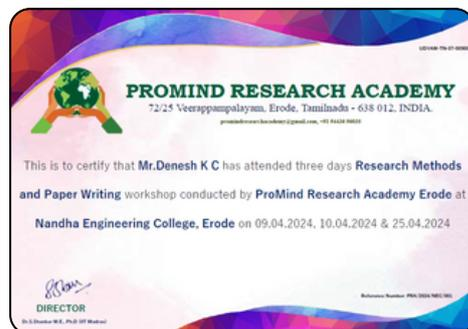 PROMIND RESEARCH ACADEMY
72/25 Veerappampalayam, Erode, Tamilnadu - 638 012, INDIA.
This is to certify that Mr.Denesh K C has attended three days Research Methods
and Paper Writing workshop conducted by ProMind Research Academy Erode at
Nandha Engineering College, Erode on 09.04.2024, 10.04.2024 & 25.04.2024
DIRECTOR